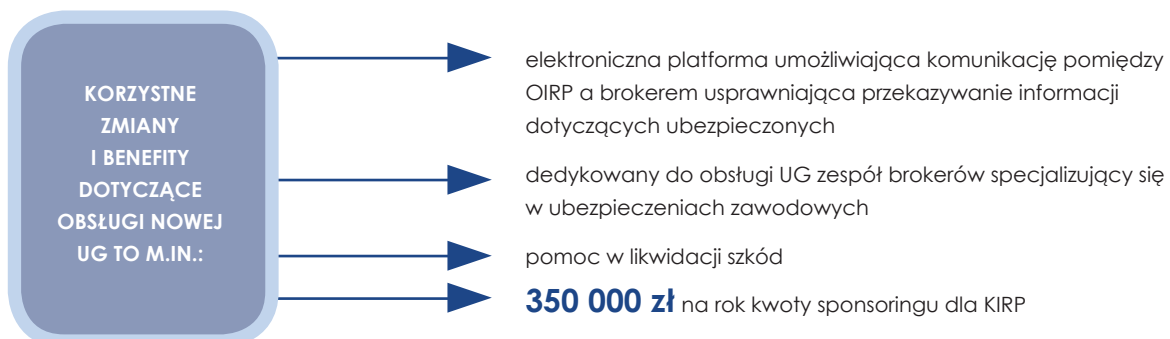 KORZYSTNE
ZMIANY
I BENEFITY
DOTYCZĄCE
OBSŁUGI NOWEJ
UG TO M.IN.:
elektroniczna platforma umożliwiająca komunikację pomiędzy
OIRP a brokerem usprawniająca przekazywanie informacji
dotyczących ubezpieczonych
dedykowany do obsługi UG zespół brokerów specjalizujący się
w ubezpieczeniach zawodowych
pomoc w likwidacji szkód
350 000 zł na rok kwoty sponsoringu dla KIRP